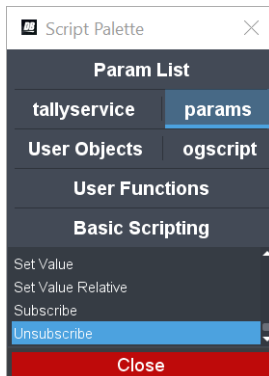 DB Script Palette
Param List
tallyservice params
User Objects ogscript
User Functions
Basic Scripting
Set Value
Set Value Relative
Subscribe
Unsubscribe
Close